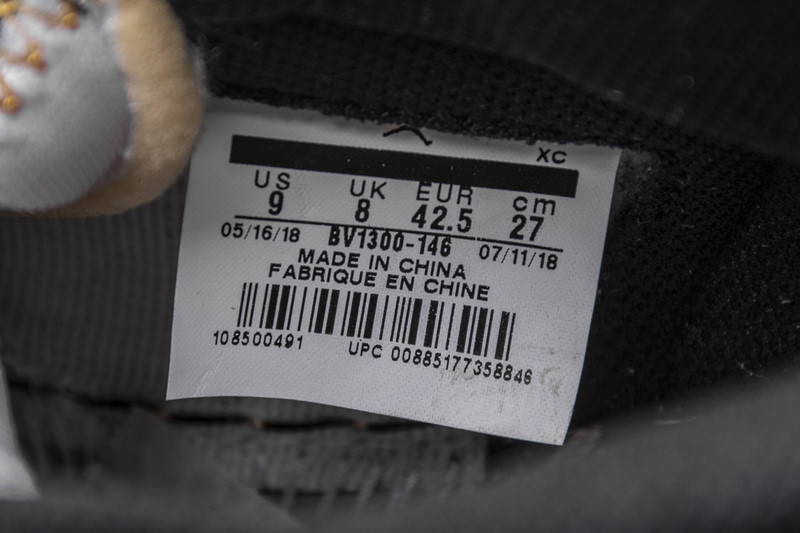 XC
US UK EUR cm
9 8 42.5 27
05/16/18 BV1300-146 07/11/18
MADE IN CHINA
FABRIQUE EN CHINE
108500491 UPC 00885177358846